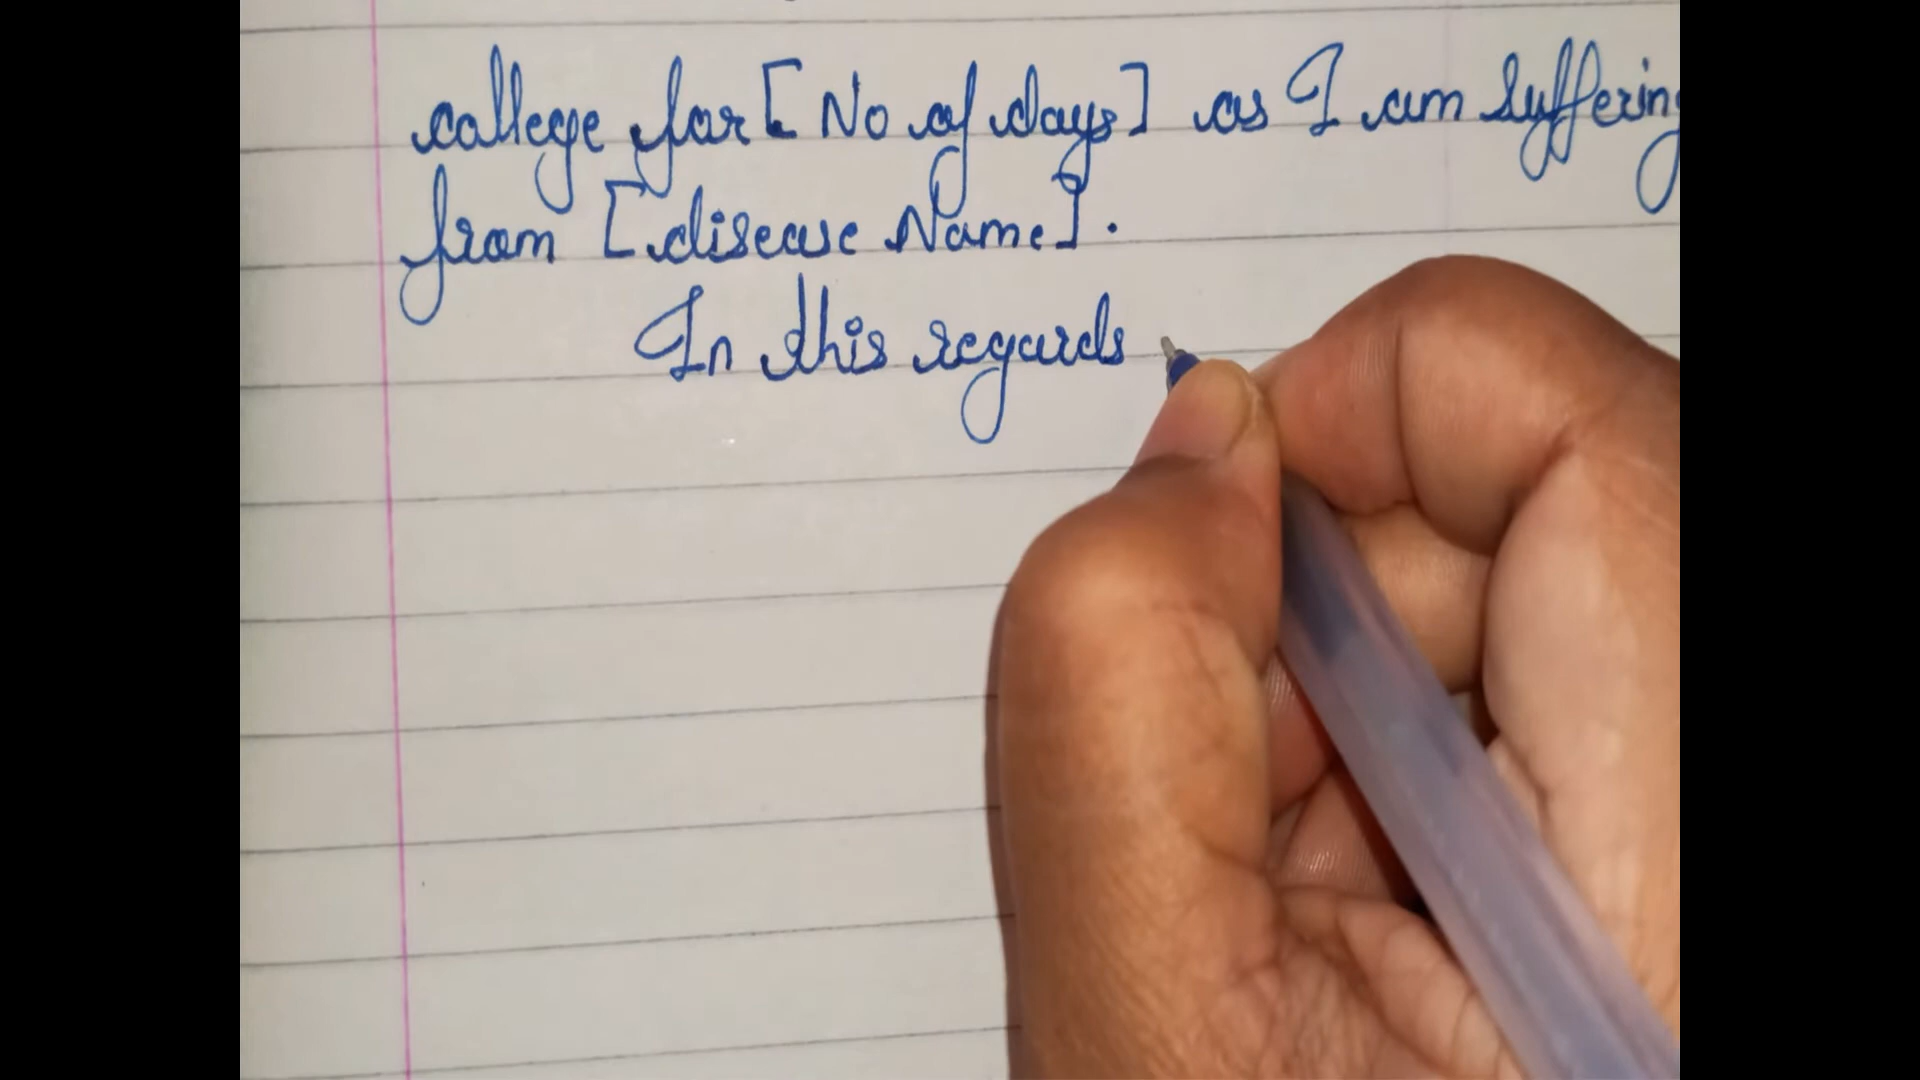 college for [No of days] as I am suffering
from [disease Name].
In this regards